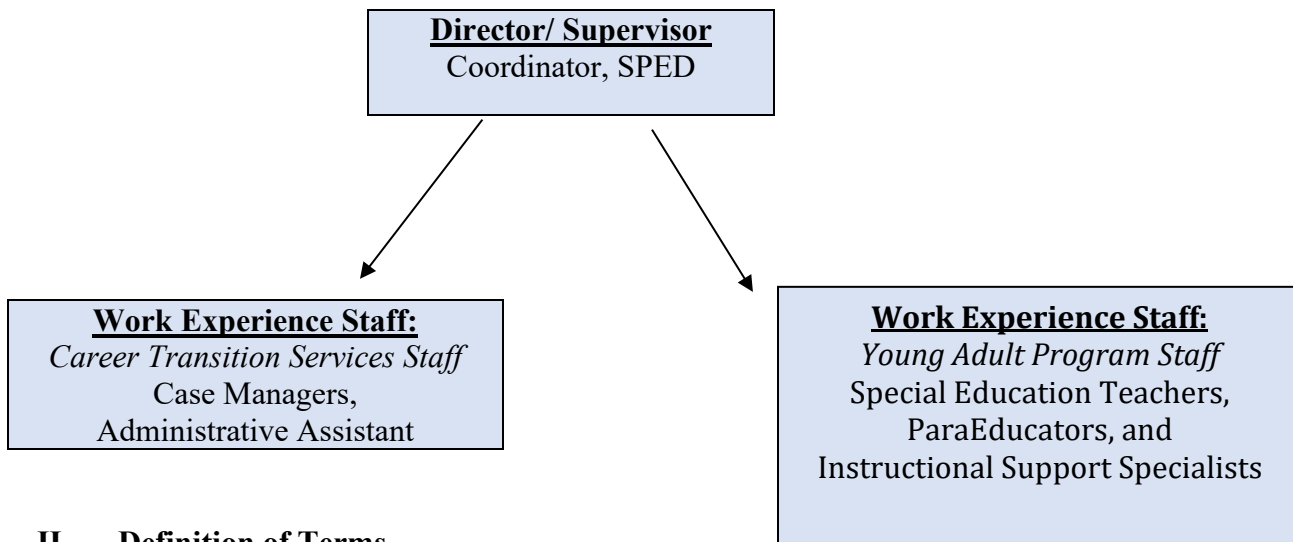 Director/ Supervisor
Coordinator, SPED
Work Experience Staff:
Career Transition Services Staff
Case Managers,
Administrative Assistant
Work Experience Staff:
Young Adult Program Staff
Special Education Teachers,
ParaEducators, and
Instructional Support Specialists
II. Definition of Terms